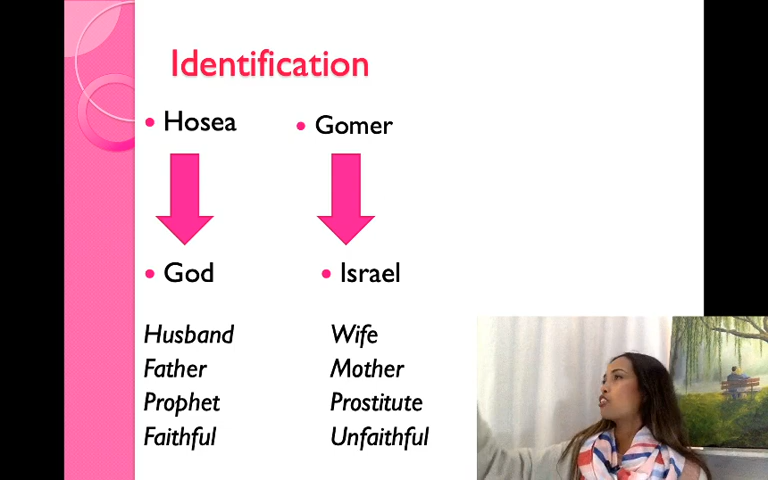 Identification
• Hosea
• Gomer
• God
• Israel
Husband
Father
Prophet
Faithful
Wife
Mother
Prostitute
Unfaithful